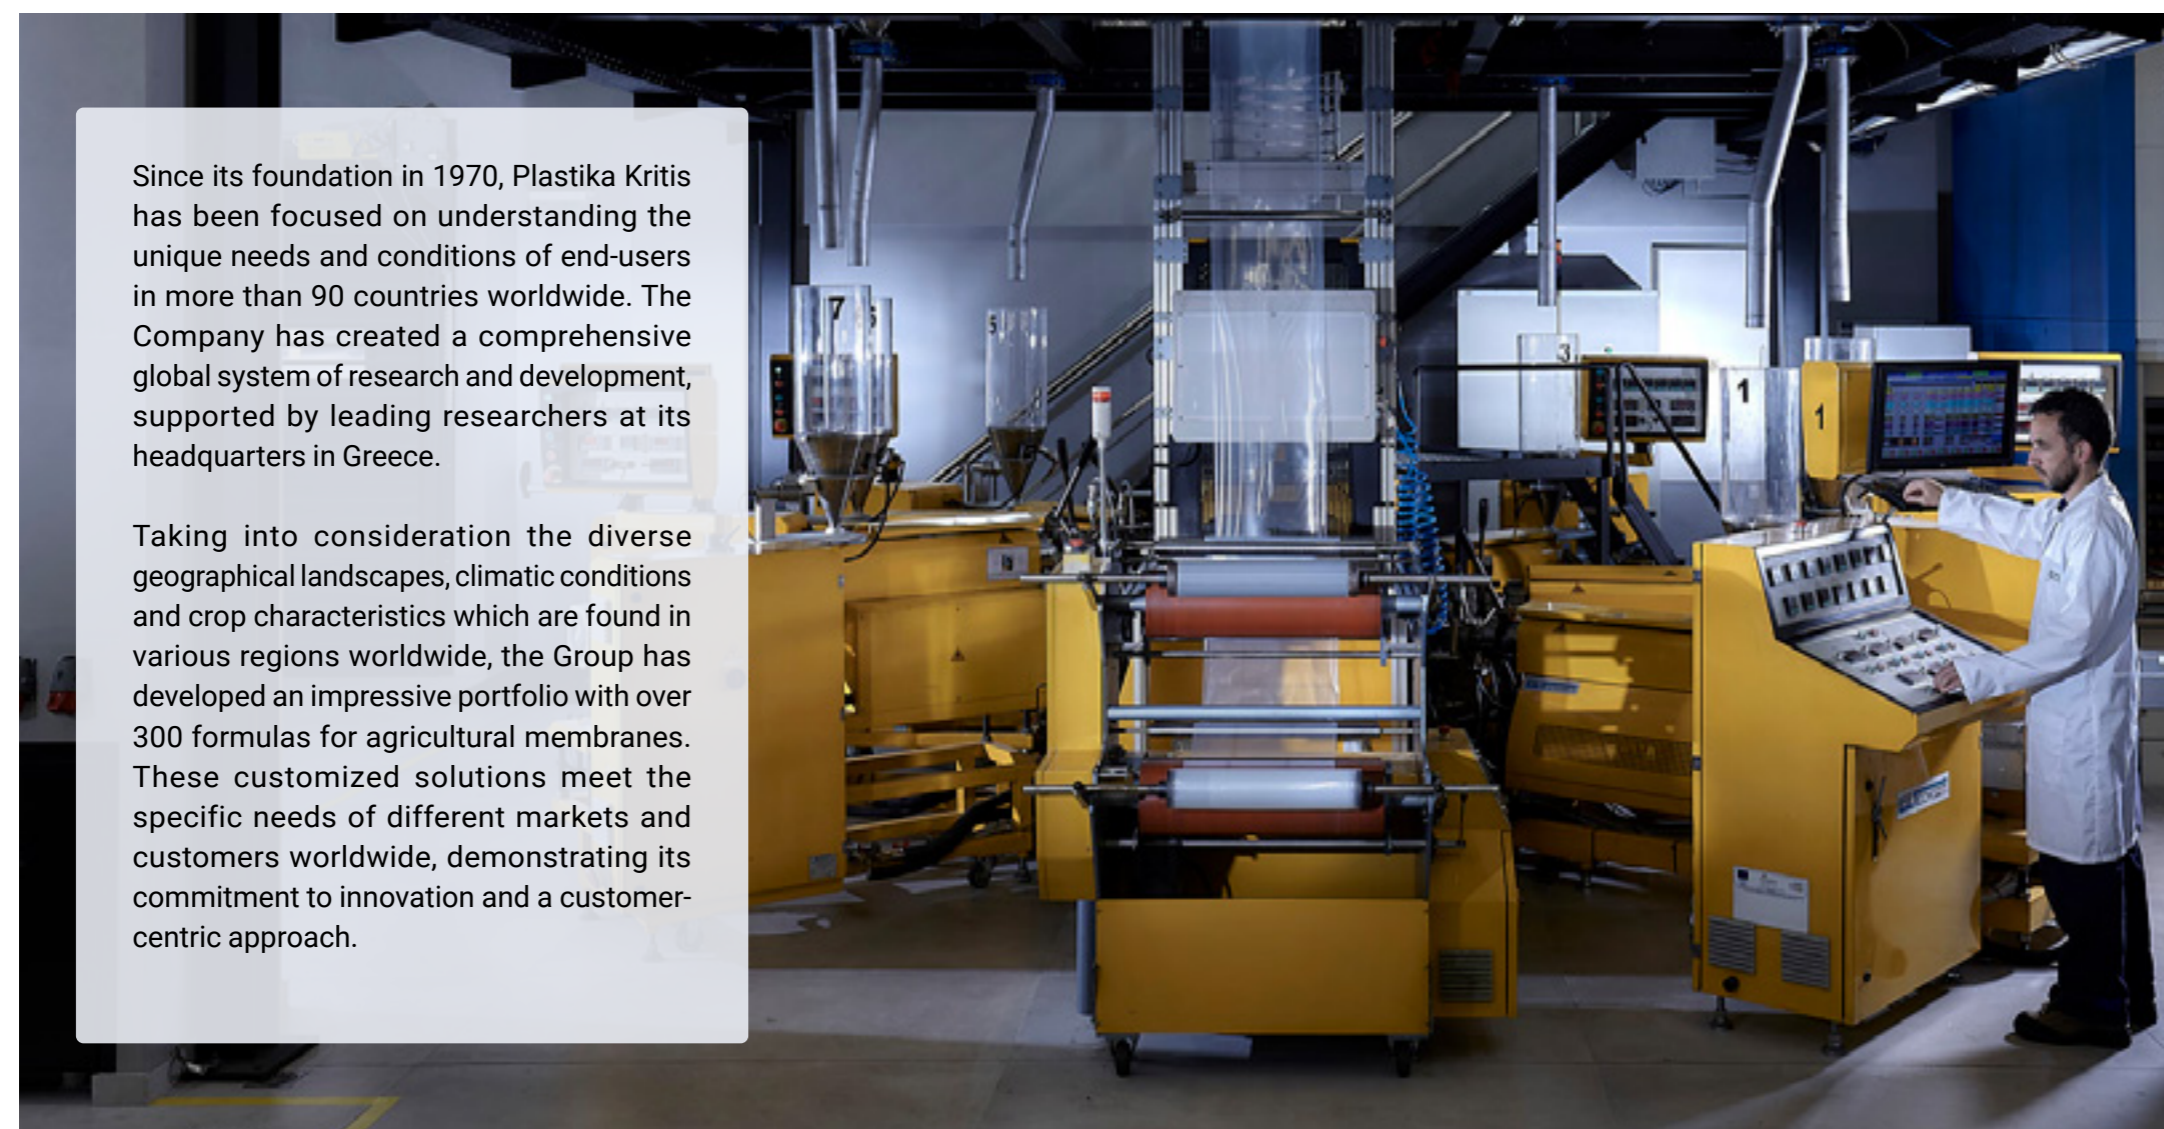 Since its foundation in 1970, Plastika Kritis
has been focused on understanding the
unique needs and conditions of end-users
in more than 90 countries worldwide. The
Company has created a comprehensive
global system of research and development,
supported by leading researchers at its
headquarters in Greece.
Taking into consideration the diverse
geographical landscapes, climatic conditions
and crop characteristics which are found in
various regions worldwide, the Group has
developed an impressive portfolio with over
300 formulas for agricultural membranes.
These customized solutions meet the
specific needs of different markets and
customers worldwide, demonstrating its
commitment to innovation and a customer-
centric approach.
7
5
3
1
1